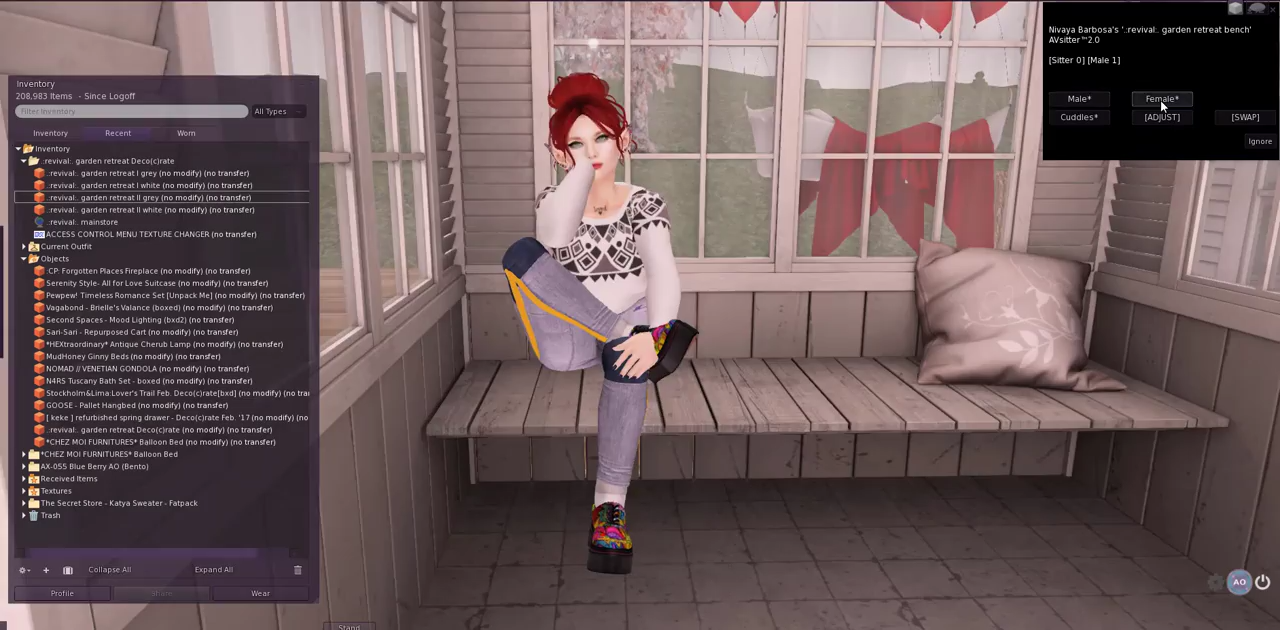 Inventory
208,983 Items - Since Logoff
Filter Inventory
All Types
Inventory
Recent
Worn
Inventory
:revival:. garden retreat Deco(c)rate
.:revival:. garden retreat I grey (no modify) (no transfer)
.:revival:. garden retreat I white (no modify) (no transfer)
.:revival:. garden retreat II grey (no modify) (no transfer)
.:revival:. garden retreat II white (no modify) (no transfer)
.:revival:. mainstore
ACCESS CONTROL MENU TEXTURE CHANGER (no transfer)
Current Outfit
Objects
:CP: Forgotten Places Fireplace (no modify) (no transfer)
Serenity Style- All for Love Suitcase (no modify) (no transfer)
Pewpew! Timeless Romance Set [Unpack Me] (no modify) (no transfer)
Vagabond - Brielle's Valance (boxed) (no modify) (no transfer)
Second Spaces - Mood Lighting (bxd2) (no modify) (no transfer)
Sari-Sari - Repurposed Cart (no modify) (no transfer)
*HEXtraordinary* Antique Cherub Lamp (no modify) (no transfer)
MudHoney Ginny Beds (no modify) (no transfer)
NOMAD // VENETIAN GONDOLA (no modify) (no transfer)
N4RS Tuscany Bath Set - boxed (no modify) (no transfer)
Stockholm&Lima:Lover's Trail Feb. Deco(c)rate[bxd] (no modify) (no tra
GOOSE - Pallet Hangbed (no modify) (no transfer)
[ keke ] refurbished spring drawer - Deco(c)rate Feb. '17 (no modify) (no
.:revival:. garden retreat Deco(c)rate (no modify) (no transfer)
*CHEZ MOI FURNITURES* Balloon Bed (no modify) (no transfer)
*CHEZ MOI FURNITURES* Balloon Bed
AX-055 Blue Berry AO (Bento)
Received Items
Textures
The Secret Store - Katya Sweater - Fatpack
Trash
Collapse All
Expand All
Profile
Share
Wear
Stand
Nivaya Barbosa's '.:revival:. garden retreat bench'
AVsitter™2.0
[Sitter 0] [Male 1]
Male*
Female*
Cuddles*
[ADJUST]
[SWAP]
Ignore
AO